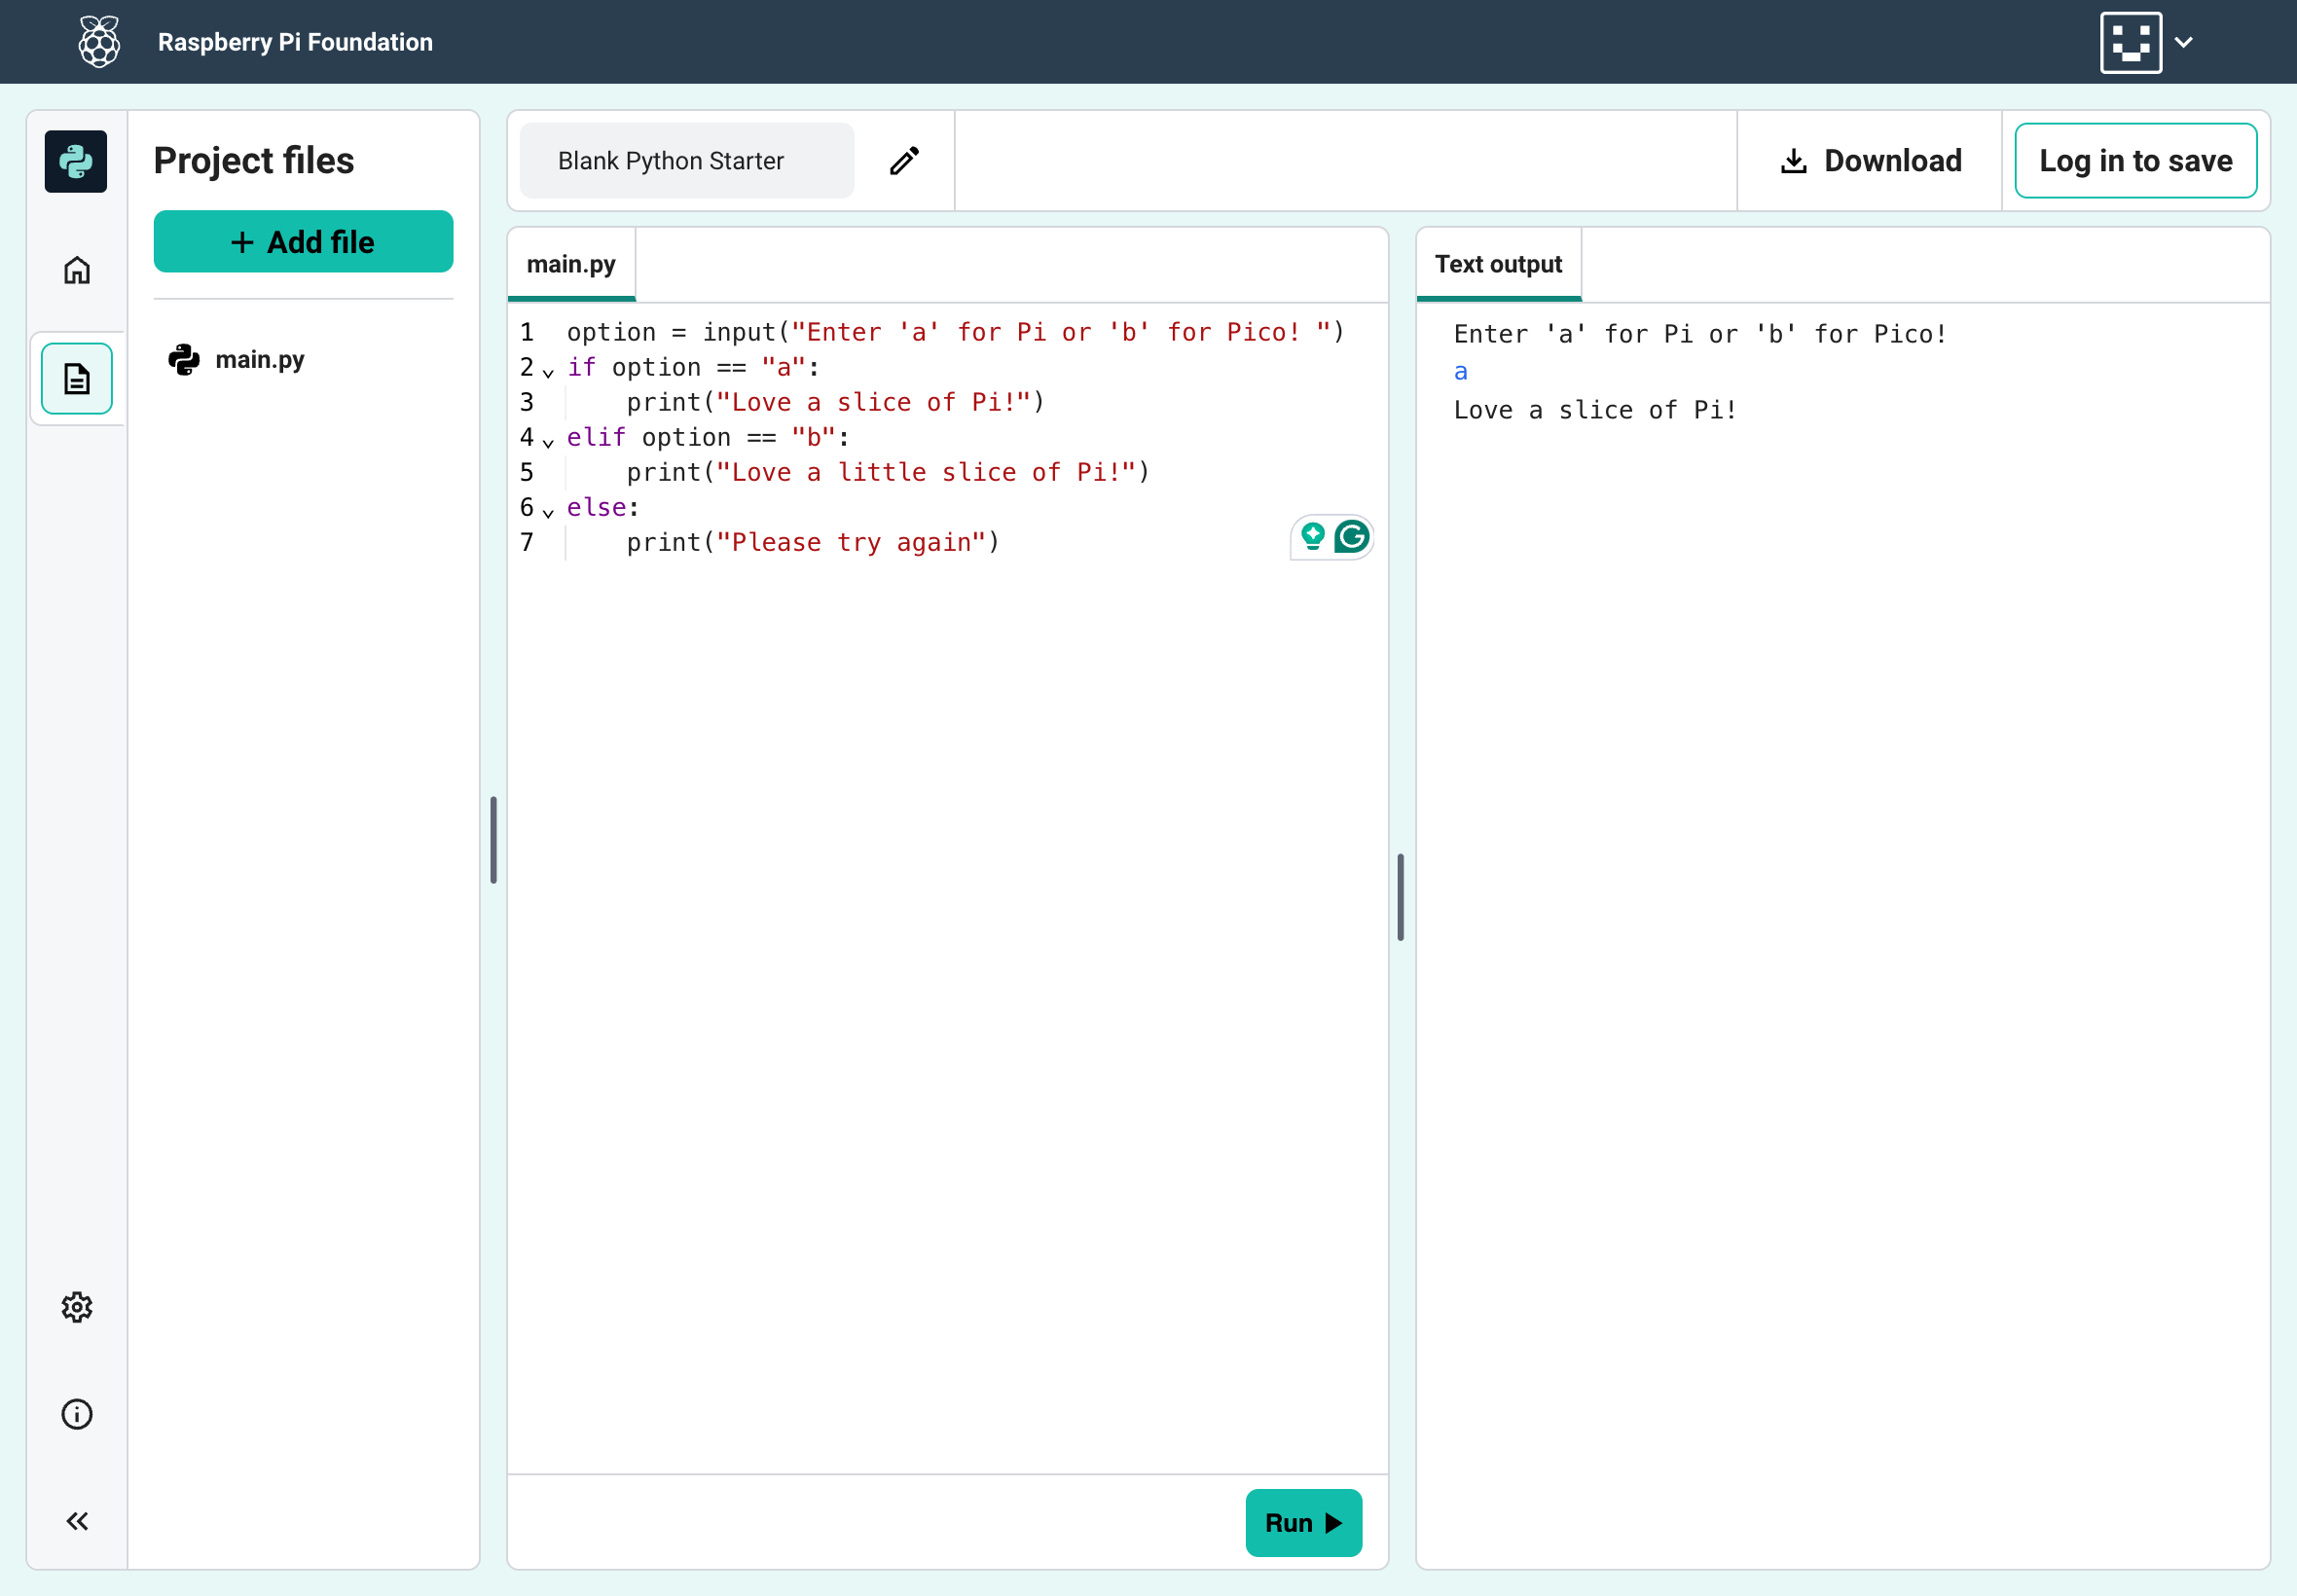 Raspberry Pi Foundation
Project files
+ Add file
main.py
Blank Python Starter
Download
Log in to save
main.py
1 option = input("Enter 'a' for Pi or 'b' for Pico! ")
2 if option == "a":
3     print("Love a slice of Pi!")
4 elif option == "b":
5     print("Love a little slice of Pi!")
6 else:
7     print("Please try again")
Run
Text output
Enter 'a' for Pi or 'b' for Pico!
a
Love a slice of Pi!